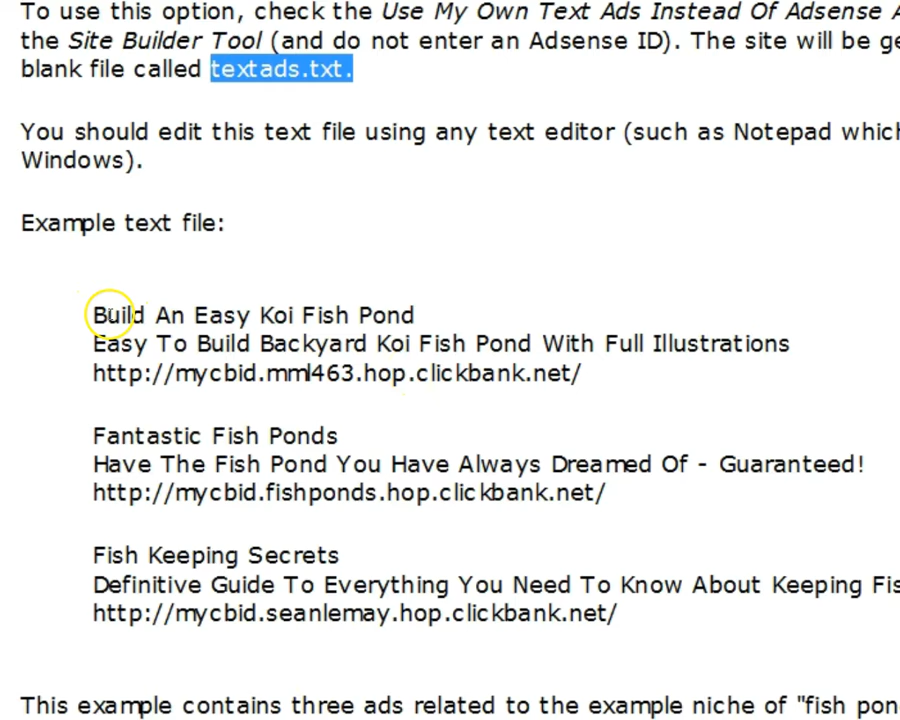 To use this option, check the Use My Own Text Ads Instead Of Adsense
the Site Builder Tool (and do not enter an Adsense ID). The site will be
blank file called textads.txt.
You should edit this text file using any text editor (such as Notepad
Windows).
Example text file:
Build An Easy Koi Fish Pond
Easy To Build Backyard Koi Fish Pond With Full Illustrations
http://mycbid.mml463.hop.clickbank.net/
Fantastic Fish Ponds
Have The Fish Pond You Have Always Dreamed Of - Guaranteed!
http://mycbid.fishponds.hop.clickbank.net/
Fish Keeping Secrets
Definitive Guide To Everything You Need To Know About Keeping
http://mycbid.seanlemay.hop.clickbank.net/
This example contains three ads related to the example niche of "fish